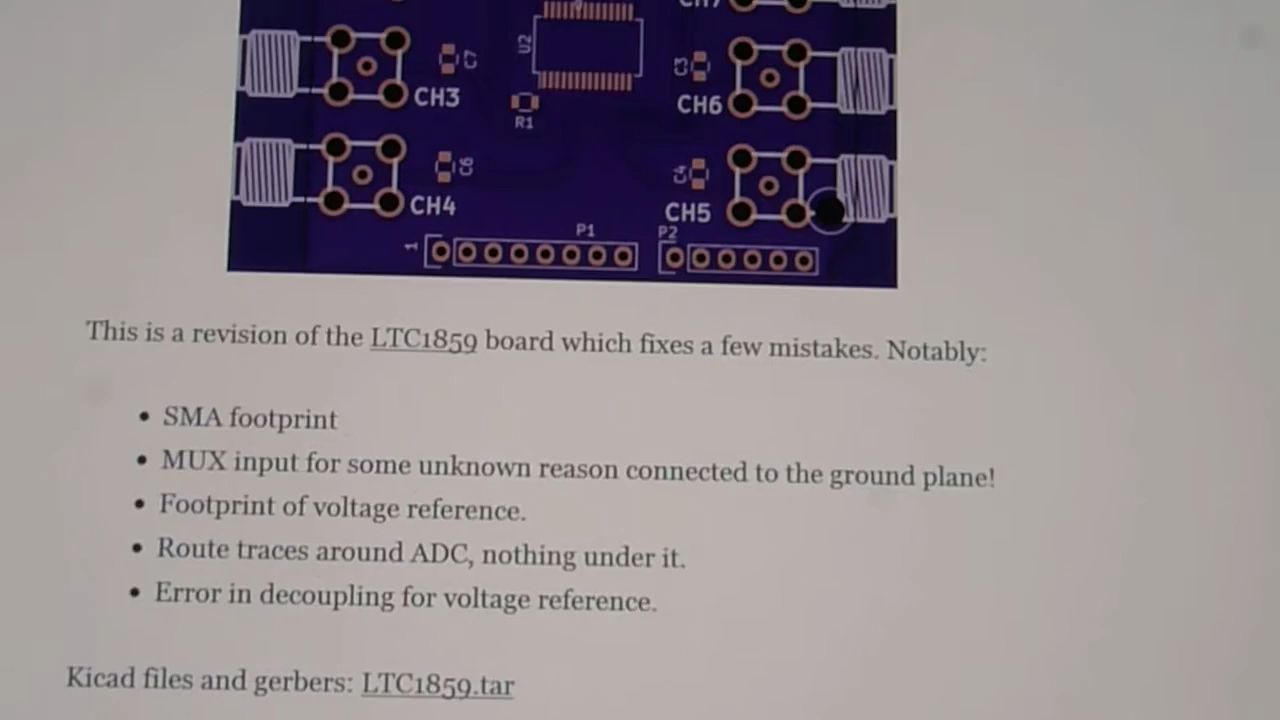 CH7
U2
C7
C3
CH3
CH6
R1
C6
C4
CH4
CH5
P1
P2
1
This is a revision of the LTC1859 board which fixes a few mistakes. Notably:
• SMA footprint
• MUX input for some unknown reason connected to the ground plane!
• Footprint of voltage reference.
• Route traces around ADC, nothing under it.
• Error in decoupling for voltage reference.
Kicad files and gerbers: LTC1859.tar